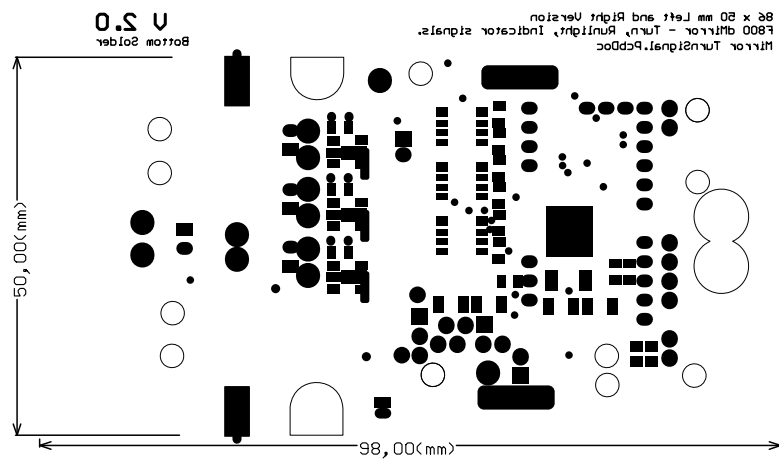 V 2.0
Bottom Solder
86 x 50 mm Left and Right Version
F800 dMirror - Turn, Runlight, Indicator signals.
Mirror TurnSignal.PcbDoc
50,00(mm)
98,00(mm)